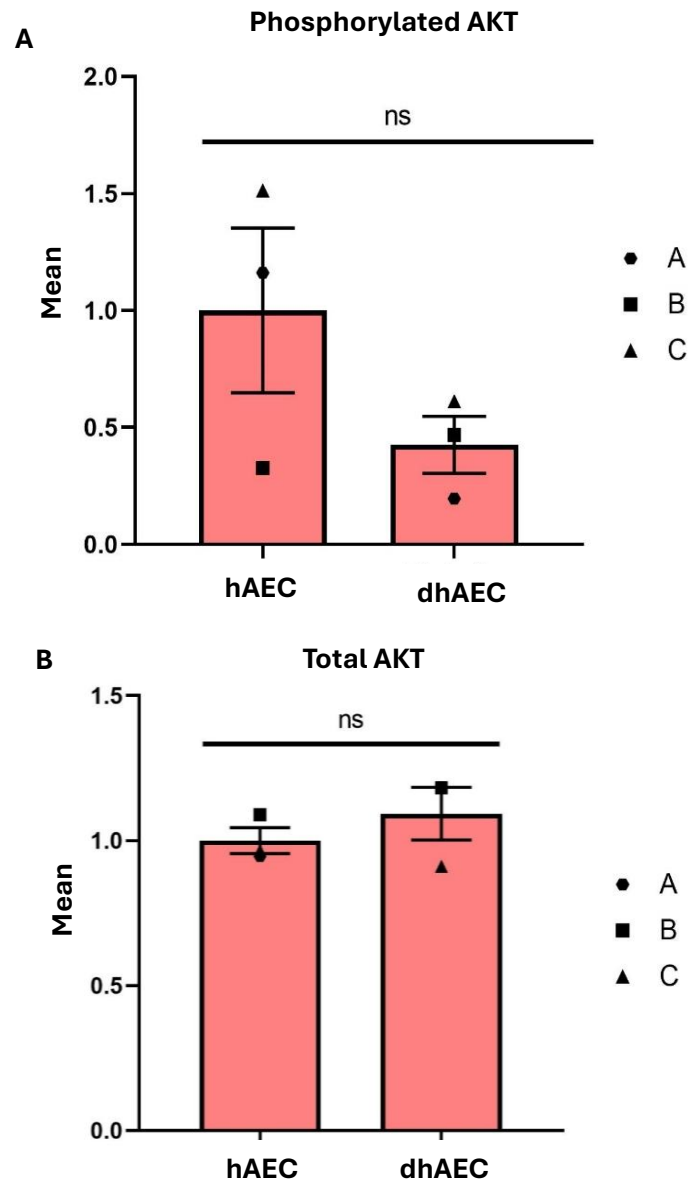 A
Phosphorylated AKT
2.0
ns
1.5
A
Mean
B
1.0
C
0.5
0.0
hAEC
dhAEC
B
Total AKT
1.5
ns
1.0
Mean
A
B
C
0.5
0.0
hAEC
dhAEC